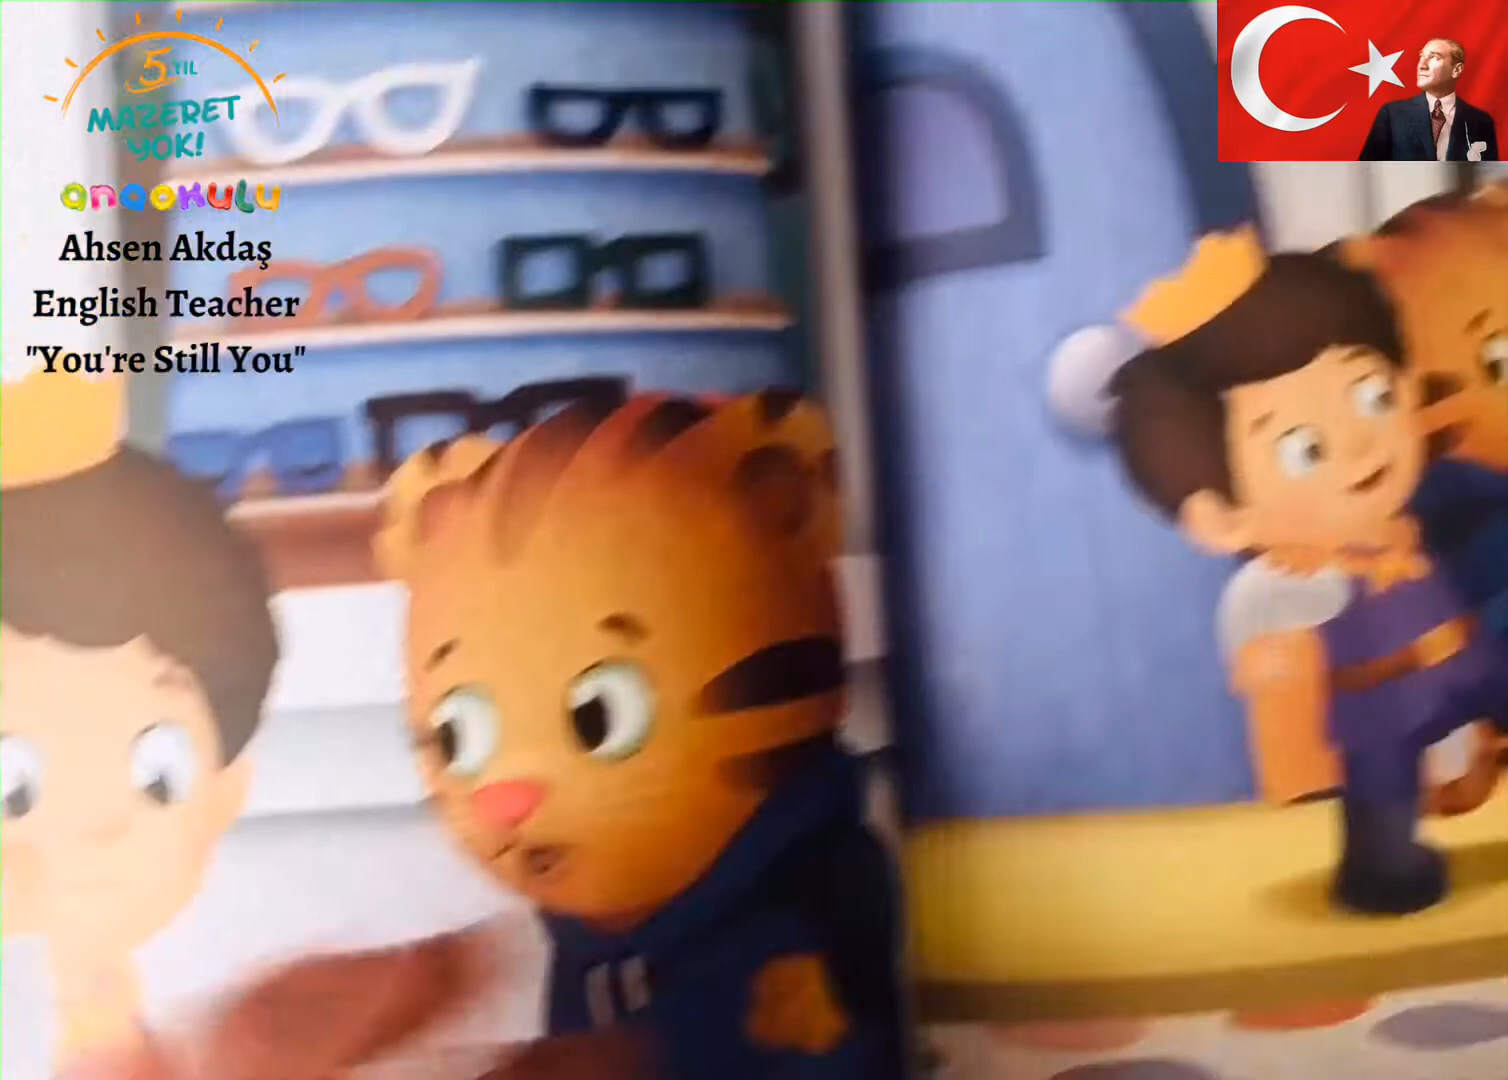 5 YIL
MAZERET
YOK!
anaokulu
Ahsen Akdaş
English Teacher
"You're Still You"